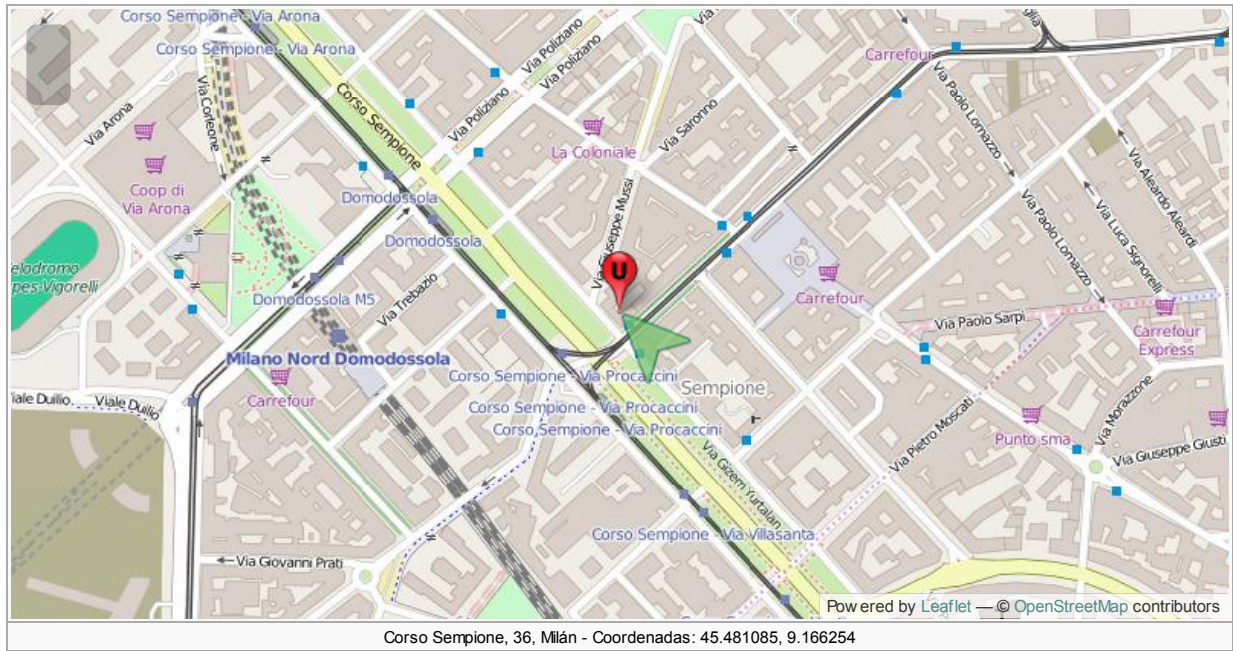 Corso Sempione - Via Arona
Corso Sempione - Via Arona
Via Poliziano
Via Poliziano
Carrefour
Via Corleone
Via Arona
Corso Sempione
Via Poliziano
La Coloniale
Via Saronno
Via Paolo Lomazzo
Via Aleardo Aleardi
Coop di
Via Arona
Domodossola
Via Giuseppe Mussi
Via Paolo Lomazzo
Via Luca Signorelli
Domodossola
elodromo
pes-Vigorelli
U
Domodossola M5
Via Trebazio
Carrefour
Via Paolo Sarpi
Carrefour
Express
Milano Nord Domodossola
Corso Sempione - Via Procaccini
Sempione
Viale Duilio
Viale Duilio
Carrefour
Corso Sempione - Via Procaccini
Corso Sempione - Via Procaccini
Via Pietro Moscati
Punto sma
Via Morazzone
Via Giuseppe Giusti
Via Gizem Yurtalan
Corso Sempione - Via Villasanta
Via Giovanni Prati
Powered by Leaflet — © OpenStreetMap contributors
Corso Sempione, 36, Milán - Coordenadas: 45.481085, 9.166254